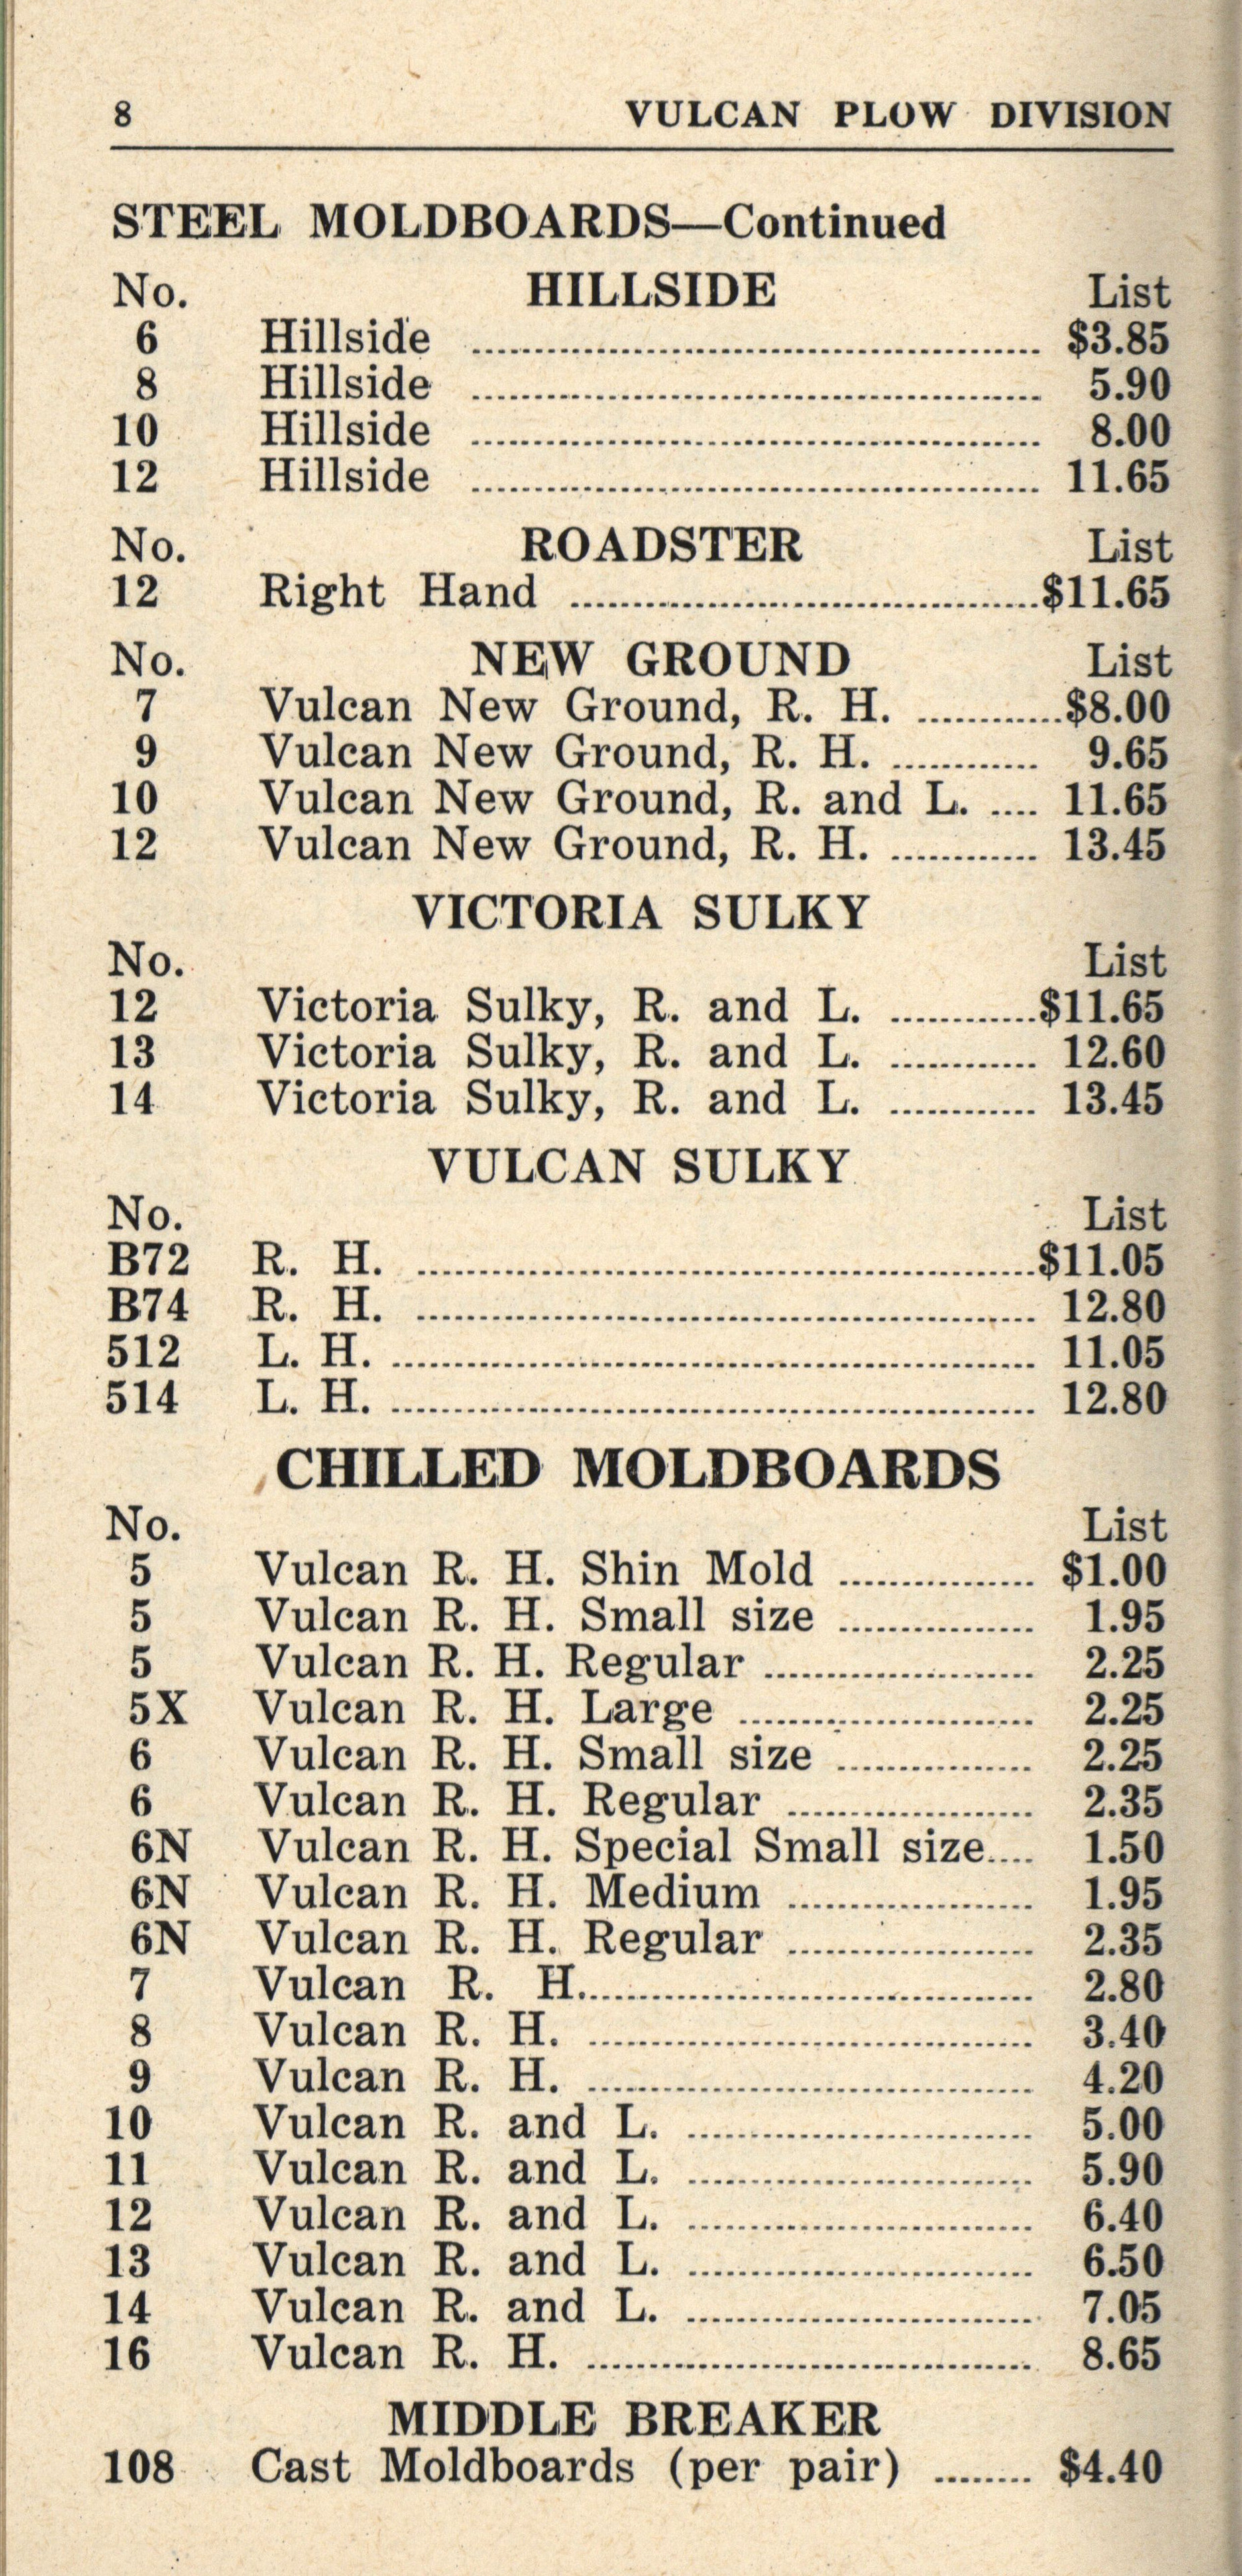 8 VULCAN PLOW DIVISION
STEEL MOLDBOARDS—Continued
No. HILLSIDE List
6 Hillside ........ $3.85
8 Hillside ........ 5.90
10 Hillside ........ 8.00
12 Hillside ........ 11.65
No. ROADSTER List
12 Right Hand ........ $11.65
No. NEW GROUND List
7 Vulcan New Ground, R. H. ........ $8.00
9 Vulcan New Ground, R. H. ........ 9.65
10 Vulcan New Ground, R. and L. .... 11.65
12 Vulcan New Ground, R. H. ........ 13.45
VICTORIA SULKY
No. List
12 Victoria Sulky, R. and L. ........ $11.65
13 Victoria Sulky, R. and L. ........ 12.60
14 Victoria Sulky, R. and L. ........ 13.45
VULCAN SULKY
No. List
B72 R. H. ........ $11.05
B74 R. H. ........ 12.80
512 L. H. ........ 11.05
514 L. H. ........ 12.80
CHILLED MOLDBOARDS
No. List
5 Vulcan R. H. Shin Mold ........ $1.00
5 Vulcan R. H. Small size ........ 1.95
5 Vulcan R. H. Regular ........ 2.25
5X Vulcan R. H. Large ........ 2.25
6 Vulcan R. H. Small size ........ 2.25
6 Vulcan R. H. Regular ........ 2.35
6N Vulcan R. H. Special Small size.... 1.50
6N Vulcan R. H. Medium ........ 1.95
6N Vulcan R. H. Regular ........ 2.35
7 Vulcan R. H......... 2.80
8 Vulcan R. H. ........ 3.40
9 Vulcan R. H. ........ 4.20
10 Vulcan R. and L. ........ 5.00
11 Vulcan R. and L. ........ 5.90
12 Vulcan R. and L. ........ 6.40
13 Vulcan R. and L. ........ 6.50
14 Vulcan R. and L. ........ 7.05
16 Vulcan R. H. ........ 8.65
MIDDLE BREAKER
108 Cast Moldboards (per pair) ........ $4.40